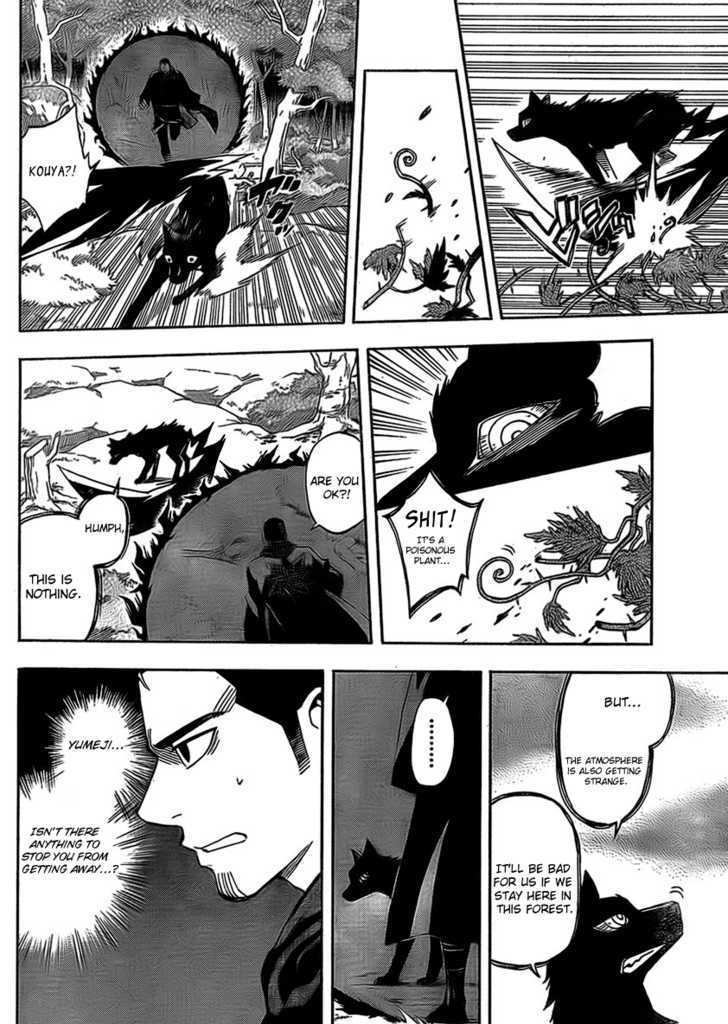 ガッ
KOUYA?!
SHIT!
IT'S A
POISONOUS
PLANT...
ARE YOU
OK?!
HUMPH,
THIS IS
NOTHING.
BUT...
THE ATMOSPHERE
IS ALSO GETTING
STRANGE.
IT'LL BE BAD
FOR US IF WE
STAY HERE IN
THIS FOREST.
.......
YUMEJI...
ISN'T THERE
ANYTHING TO
STOP YOU FROM
GETTING AWAY...?